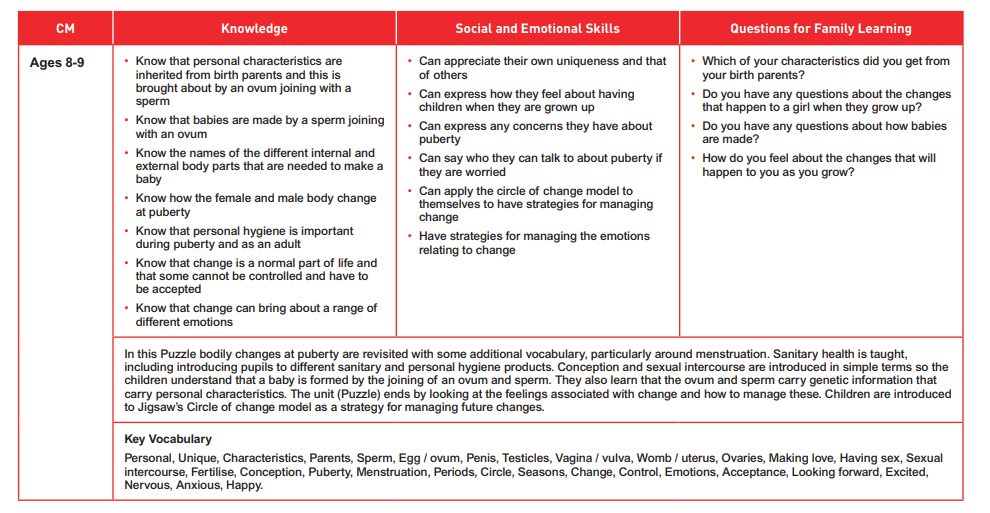 CM
Knowledge
Social and Emotional Skills
Questions for Family Learning
Ages 8-9
• Know that personal characteristics are
inherited from birth parents and this is
brought about by an ovum joining with a
sperm
• Know that babies are made by a sperm joining
with an ovum
• Know the names of the different internal and
external body parts that are needed to make a
baby
• Know how the female and male body change
at puberty
• Know that personal hygiene is important
during puberty and as an adult
• Know that change is a normal part of life and
that some cannot be controlled and have to
be accepted
• Know that change can bring about a range of
different emotions
• Can appreciate their own uniqueness and that
of others
• Can express how they feel about having
children when they are grown up
• Can express any concerns they have about
puberty
• Can say who they can talk to about puberty if
they are worried
• Can apply the circle of change model to
themselves to have strategies for managing
change
• Have strategies for managing the emotions
relating to change
• Which of your characteristics did you get from
your birth parents?
• Do you have any questions about the changes
that happen to a girl when they grow up?
• Do you have any questions about how babies
are made?
• How do you feel about the changes that will
happen to you as you grow?
In this Puzzle bodily changes at puberty are revisited with some additional vocabulary, particularly around menstruation. Sanitary health is taught,
including introducing pupils to different sanitary and personal hygiene products. Conception and sexual intercourse are introduced in simple terms so the
children understand that a baby is formed by the joining of an ovum and sperm. They also learn that the ovum and sperm carry genetic information that
carry personal characteristics. The unit (Puzzle) ends by looking at the feelings associated with change and how to manage these. Children are introduced
to Jigsaw's Circle of change model as a strategy for managing future changes.
Key Vocabulary
Personal, Unique, Characteristics, Parents, Sperm, Egg / ovum, Penis, Testicles, Vagina / vulva, Womb / uterus, Ovaries, Making love, Having sex, Sexual
intercourse, Fertilise, Conception, Puberty, Menstruation, Periods, Circle, Seasons, Change, Control, Emotions, Acceptance, Looking forward, Excited,
Nervous, Anxious, Happy.